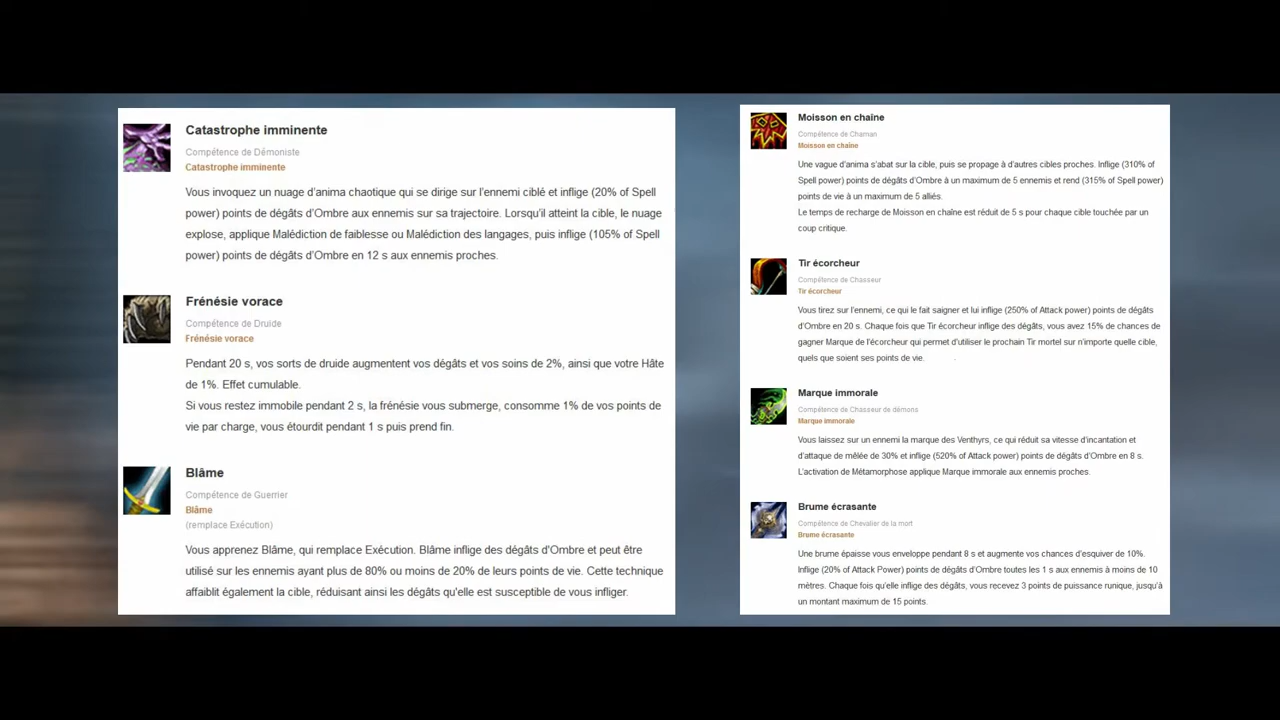 Catastrophe imminente
Compétence de Démoniste
Catastrophe imminente
Vous invoquez un nuage d'anima chaotique qui se dirige sur l'ennemi ciblé et inflige (20% of Spell
power) points de dégâts d'Ombre aux ennemis sur sa trajectoire. Lorsqu'il atteint la cible, le nuage
explose, applique Malédiction de faiblesse ou Malédiction des langages, puis inflige (105% of Spell
power) points de dégâts d'Ombre en 12 s aux ennemis proches.
Frénésie vorace
Compétence de Druide
Frénésie vorace
Pendant 20 s, vos sorts de druide augmentent vos dégâts et vos soins de 2%, ainsi que votre Hâte
de 1%. Effet cumulable.
Si vous restez immobile pendant 2 s, la frénésie vous submerge, consomme 1% de vos points de
vie par charge, vous étourdit pendant 1 s puis prend fin.
Blâme
Compétence de Guerrier
Blâme
(remplace Exécution)
Vous apprenez Blâme, qui remplace Exécution. Blâme inflige des dégâts d'Ombre et peut être
utilisé sur les ennemis ayant plus de 80% ou moins de 20% de leurs points de vie. Cette technique
affaiblit également la cible, réduisant ainsi les dégâts qu'elle est susceptible de vous infliger.
Moisson en chaîne
Compétence de Chaman
Moisson en chaîne
Une vague d'anima s'abat sur la cible, puis se propage à d'autres cibles proches. Inflige (310% of
Spell power) points de dégâts d'Ombre à un maximum de 5 ennemis et rend (315% of Spell power)
points de vie à un maximum de 5 alliés.
Le temps de recharge de Moisson en chaîne est réduit de 5 s pour chaque cible touchée par un
coup critique.
Tir écorcheur
Compétence de Chasseur
Tir écorcheur
Vous tirez sur l'ennemi, ce qui le fait saigner et lui inflige (250% of Attack power) points de dégâts
d'Ombre en 20 s. Chaque fois que Tir écorcheur inflige des dégâts, vous avez 15% de chances de
gagner Marque de l'écorcheur qui permet d'utiliser le prochain Tir mortel sur n'importe quelle cible,
quels que soient ses points de vie.
Marque immorale
Compétence de Chasseur de démons
Marque immorale
Vous laissez sur un ennemi la marque des Venthyrs, ce qui réduit sa vitesse d'incantation et
d'attaque de mêlée de 30% et inflige (520% of Attack power) points de dégâts d'Ombre en 8 s.
L'activation de Métamorphose applique Marque immorale aux ennemis proches.
Brume écrasante
Compétence de Chevalier de la mort
Brume écrasante
Une brume épaisse vous enveloppe pendant 8 s et augmente vos chances d'esquiver de 10%.
Inflige (20% of Attack Power) points de dégâts d'Ombre toutes les 1 s aux ennemis à moins de 10
mètres. Chaque fois qu'elle inflige des dégâts, vous recevez 3 points de puissance runique, jusqu'à
un montant maximum de 15 points.